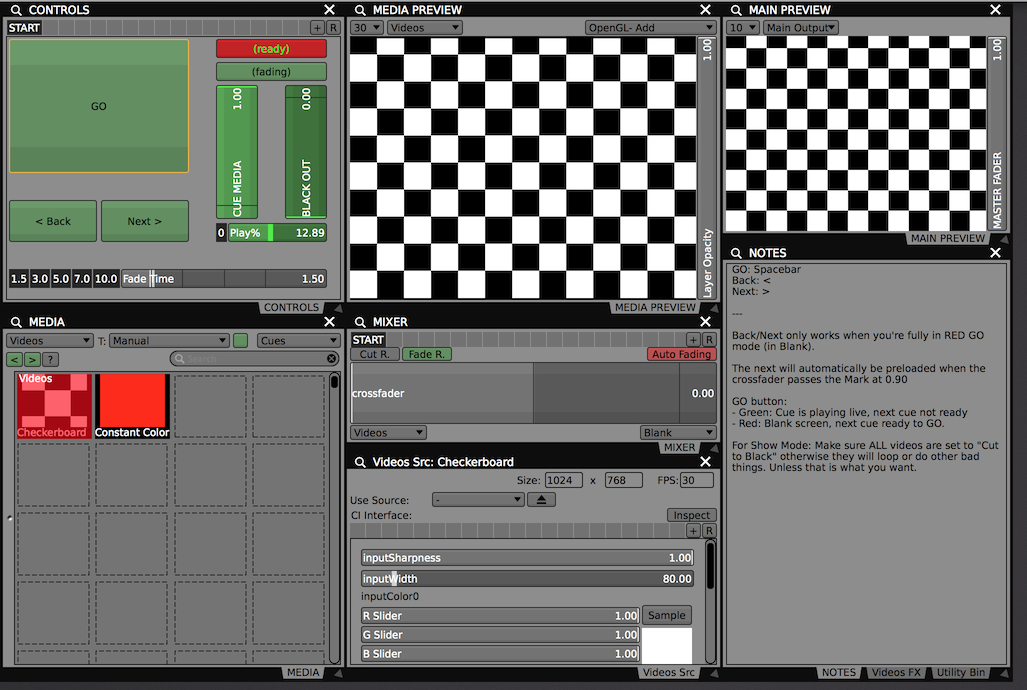 CONTROLS
START
+ R
GO
(ready)
(fading)
1.00
CUE MEDIA
0.00
BLACK OUT
< Back
Next >
0 Play% 12.89
1.5 3.0 5.0 7.0 10.0 Fade Time 1.50
CONTROLS
MEDIA PREVIEW
30 Videos OpenGL- Add
1.00
Layer Opacity
MEDIA PREVIEW
MAIN PREVIEW
10 Main Output
1.00
MASTER FADER
MAIN PREVIEW
MEDIA
Videos T: Manual Cues
< > ? Search
Videos
Checkerboard
Constant Color
MEDIA
MIXER
START
+ R
Cut R. Fade R. Auto Fading
crossfader 0.00
Videos Blank
MIXER
Videos Src: Checkerboard
Size: 1024 x 768 FPS: 30
Use Source: -
CI Interface:
Inspect
+ R
inputSharpness 1.00
inputWidth 80.00
inputColor0
R Slider 1.00 Sample
G Slider 1.00
B Slider 1.00
Videos Src
NOTES
GO: Spacebar
Back: <
Next: >
---
Back/Next only works when you're fully in RED GO
mode (in Blank).
The next will automatically be preloaded when the
crossfader passes the Mark at 0.90
GO button:
- Green: Cue is playing live, next cue not ready
- Red: Blank screen, next cue ready to GO.
For Show Mode: Make sure ALL videos are set to "Cut
to Black" otherwise they will loop or do other bad
things. Unless that is what you want.
NOTES Videos FX Utility Bin